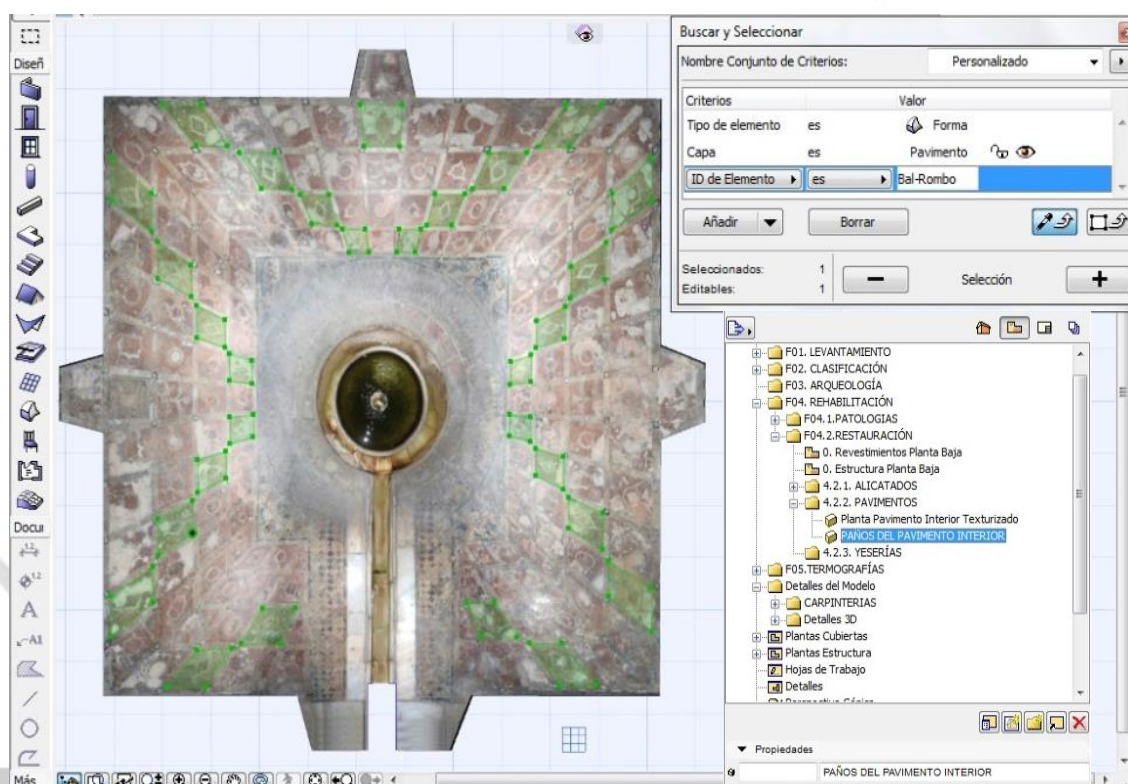 Buscar y Seleccionar
Nombre Conjunto de Criterios: Personalizado
Criterios Valor
Tipo de elemento es Forma
Capa es Pavimento
ID de Elemento es Bal-Rombo
Añadir Borrar
Seleccionados: 1
Editables: 1
Selección
Diseñ
Docui
1.2
A
A1
Más
F01. LEVANTAMIENTO
F02. CLASIFICACIÓN
F03. ARQUEOLOGÍA
F04. REHABILITACIÓN
F04.1.PATOLOGIAS
F04.2.RESTAURACIÓN
0. Revestimientos Planta Baja
0. Estructura Planta Baja
4.2.1. ALICATADOS
4.2.2. PAVIMENTOS
Planta Pavimento Interior Texturizado
PAÑOS DEL PAVIMENTO INTERIOR
4.2.3. YESERÍAS
F05.TERMOGRAFÍAS
Detalles del Modelo
CARPINTERIAS
Detalles 3D
Plantas Cubiertas
Plantas Estructura
Hojas de Trabajo
Detalles
Propiedades
PAÑOS DEL PAVIMENTO INTERIOR